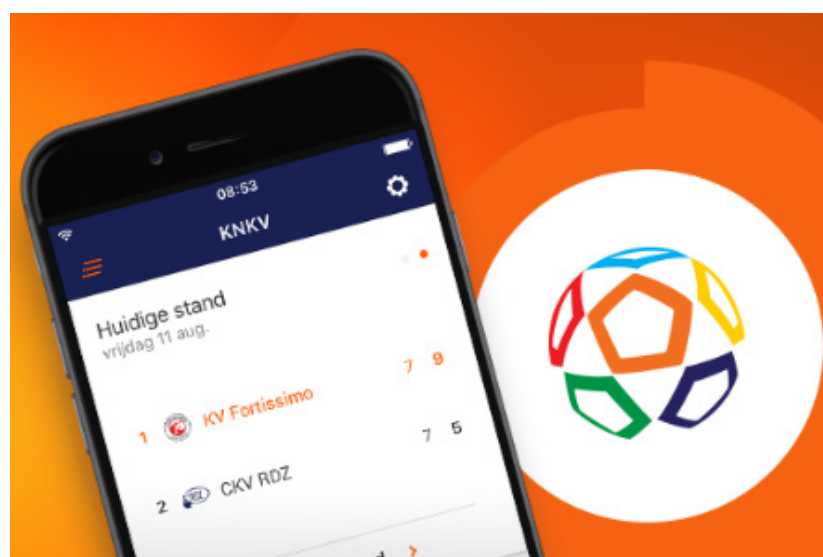 08:53
KNKV
Huidige stand
vrijdag 11 aug.
1 KV Fortissimo 7 9
2 CKV RDZ 7 5